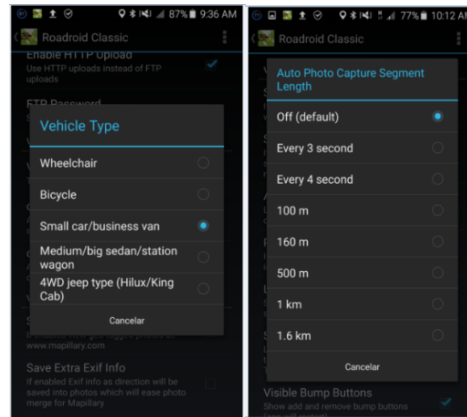 87% 9:36 AM
Roadroid Classic
Enable HTTP Upload
Use HTTP uploads instead of FTP
uploads
FTP Password
Vehicle Type
Wheelchair
Bicycle
Small car/business van
Medium/big sedan/station
wagon
4WD jeep type (Hilux/King
Cab)
Cancelar
www.mapillary.com
Save Extra Exif Info
If enabled Exif info as direction will be
saved into photos which will ease photo
merge for Mapillary
77% 10:12 AM
Roadroid Classic
Auto Photo Capture Segment
Length
Off (default)
Every 3 second
Every 4 second
100 m
160 m
500 m
1 km
1.6 km
Cancelar
Visible Bump Buttons
Show add and remove bump buttons